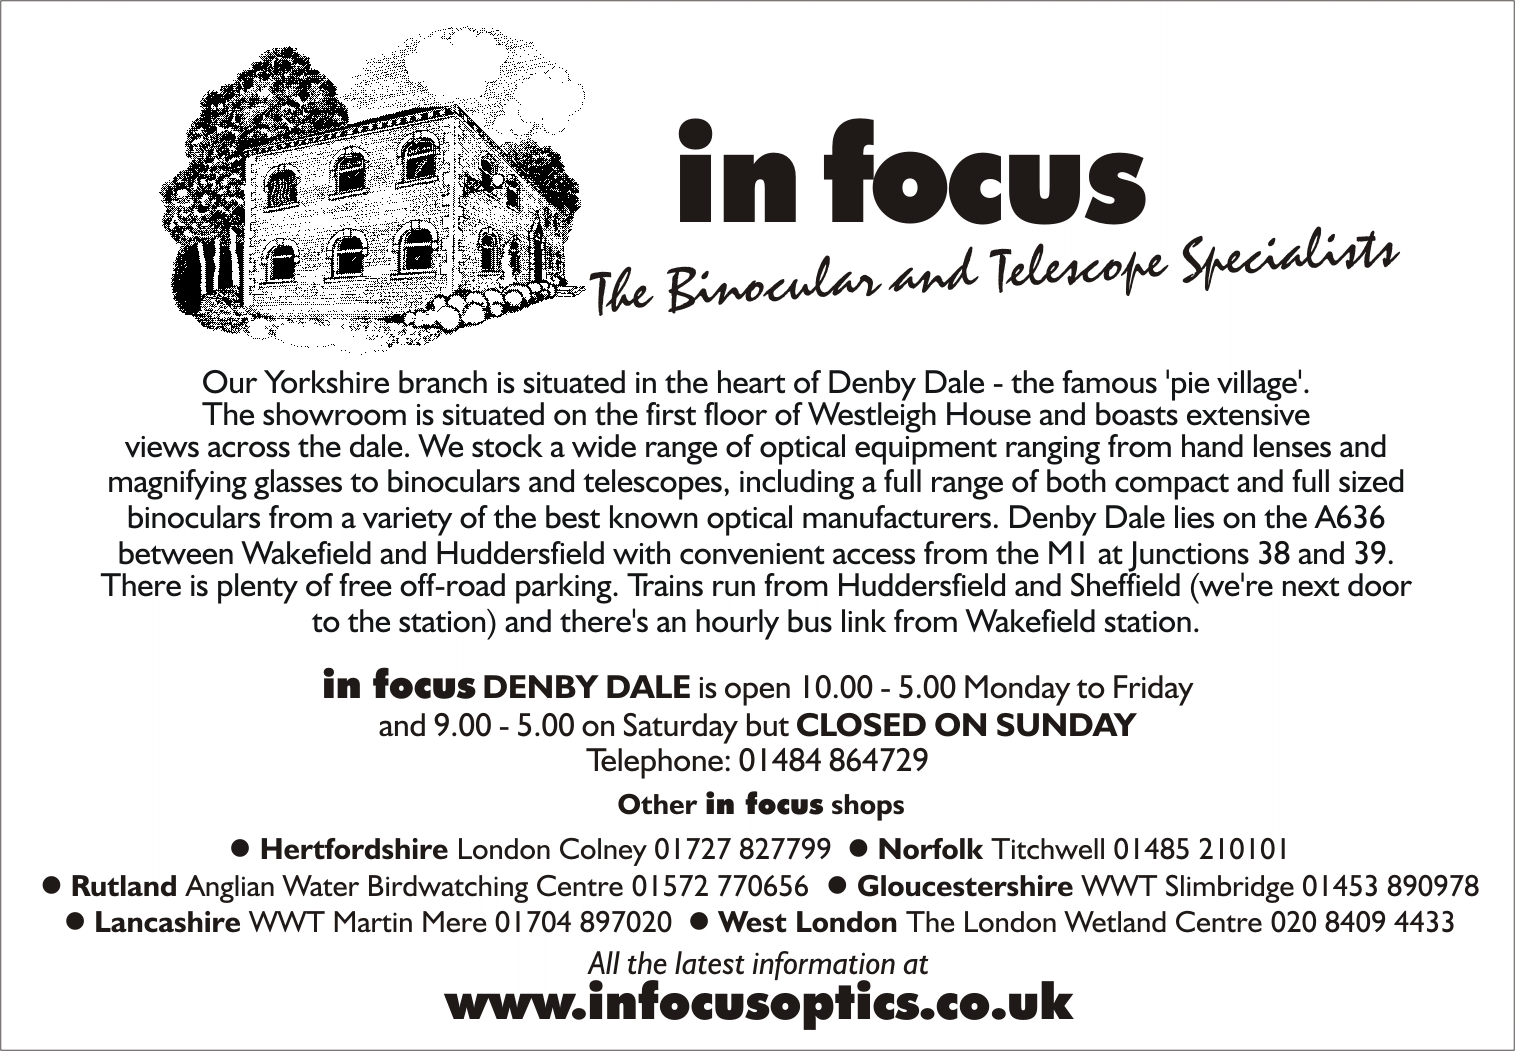 in focus
The Binocular and Telescope Specialists
Our Yorkshire branch is situated in the heart of Denby Dale - the famous 'pie village'.
The showroom is situated on the first floor of Westleigh House and boasts extensive
views across the dale. We stock a wide range of optical equipment ranging from hand lenses and
magnifying glasses to binoculars and telescopes, including a full range of both compact and full sized
binoculars from a variety of the best known optical manufacturers. Denby Dale lies on the A636
between Wakefield and Huddersfield with convenient access from the M1 at Junctions 38 and 39.
There is plenty of free off-road parking. Trains run from Huddersfield and Sheffield (we're next door
to the station) and there's an hourly bus link from Wakefield station.
in focus DENBY DALE is open 10.00 - 5.00 Monday to Friday
and 9.00 - 5.00 on Saturday but CLOSED ON SUNDAY
Telephone: 01484 864729
Other in focus shops
● Hertfordshire London Colney 01727 827799 ● Norfolk Titchwell 01485 210101
● Rutland Anglian Water Birdwatching Centre 01572 770656 ● Gloucestershire WWT Slimbridge 01453 890978
● Lancashire WWT Martin Mere 01704 897020 ● West London The London Wetland Centre 020 8409 4433
All the latest information at
www.infocusoptics.co.uk